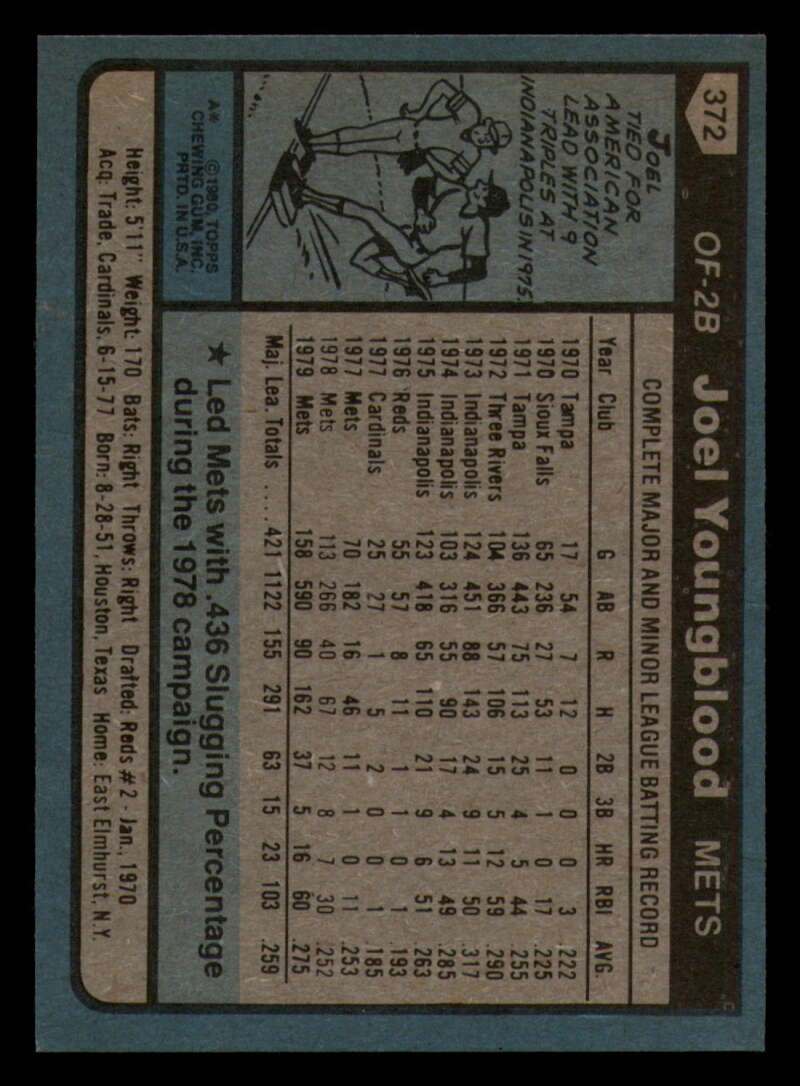 372 OF-2B Joel Youngblood METS
JOEL
TIED FOR
AMERICAN
ASSOCIATION
LEAD WITH 9
TRIPLES AT
INDIANAPOLIS IN 1975.
A✱ ©1980, TOPPS
CHEWING GUM, INC.
PRTD. IN U.S.A.
COMPLETE MAJOR AND MINOR LEAGUE BATTING RECORD
Year Club G AB R H 2B 3B HR RBI AVG.
1970 Tampa 17 54 7 12 0 0 0 3 .222
1970 Sioux Falls 65 236 27 53 11 1 0 17 .225
1971 Tampa 136 443 75 113 25 4 5 44 .255
1972 Three Rivers 104 366 57 106 15 5 12 59 .290
1973 Indianapolis 124 451 88 143 24 9 11 50 .317
1974 Indianapolis 103 316 55 90 17 4 13 49 .285
1975 Indianapolis 123 418 65 110 21 9 6 51 .263
1976 Reds 55 57 8 11 1 1 0 1 .193
1977 Cardinals 25 27 1 5 2 0 0 1 .185
1977 Mets 70 182 16 46 11 1 0 11 .253
1978 Mets 113 266 40 67 12 8 7 30 .252
1979 Mets 158 590 90 162 37 5 16 60 .275
Maj. Lea. Totals .... 421 1122 155 291 63 15 23 103 .259
★ Led Mets with .436 Slugging Percentage
during the 1978 campaign.
Height: 5'11" Weight: 170 Bats: Right Throws: Right Drafted: Reds #2 - Jan., 1970
Acq: Trade, Cardinals, 6-15-77 Born: 8-28-51, Houston, Texas Home: East Elmhurst, N.Y.